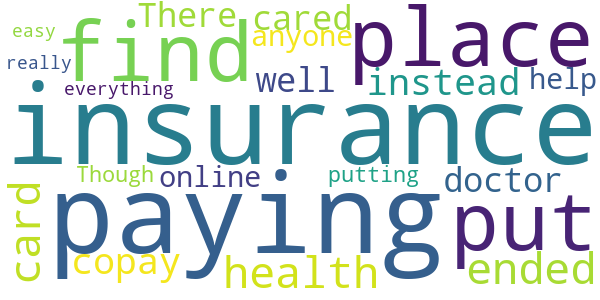 There cared
easy
find
anyone
place
really
well
instead
help
everything
insurance
Though
online
putting
doctor
card
paying
put
copay
health
ended